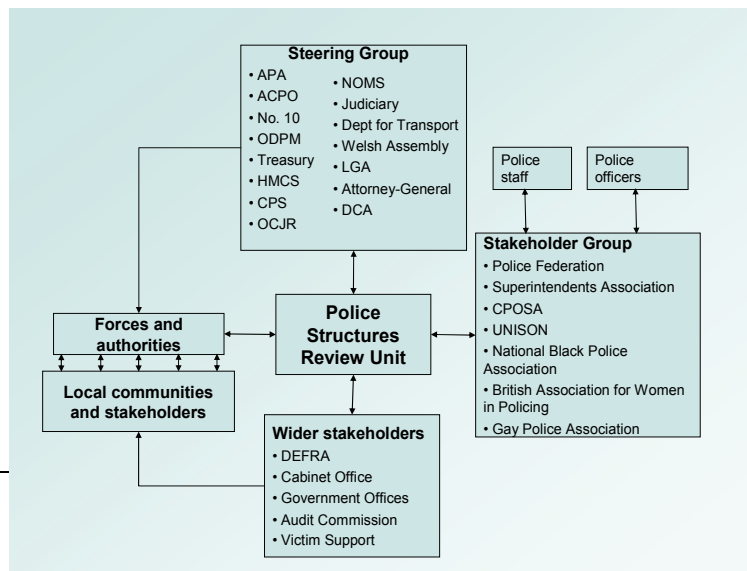 Steering Group
• APA
• ACPO
• No. 10
• ODPM
• Treasury
• HMCS
• CPS
• OCJR
• NOMS
• Judiciary
• Dept for Transport
• Welsh Assembly
• LGA
• Attorney-General
• DCA
Police
staff
Police
officers
Stakeholder Group
• Police Federation
• Superintendents Association
• CPOSA
• UNISON
• National Black Police
Association
• British Association for Women
in Policing
• Gay Police Association
Police
Structures
Review Unit
Forces and
authorities
Local communities
and stakeholders
Wider stakeholders
• DEFRA
• Cabinet Office
• Government Offices
• Audit Commission
• Victim Support